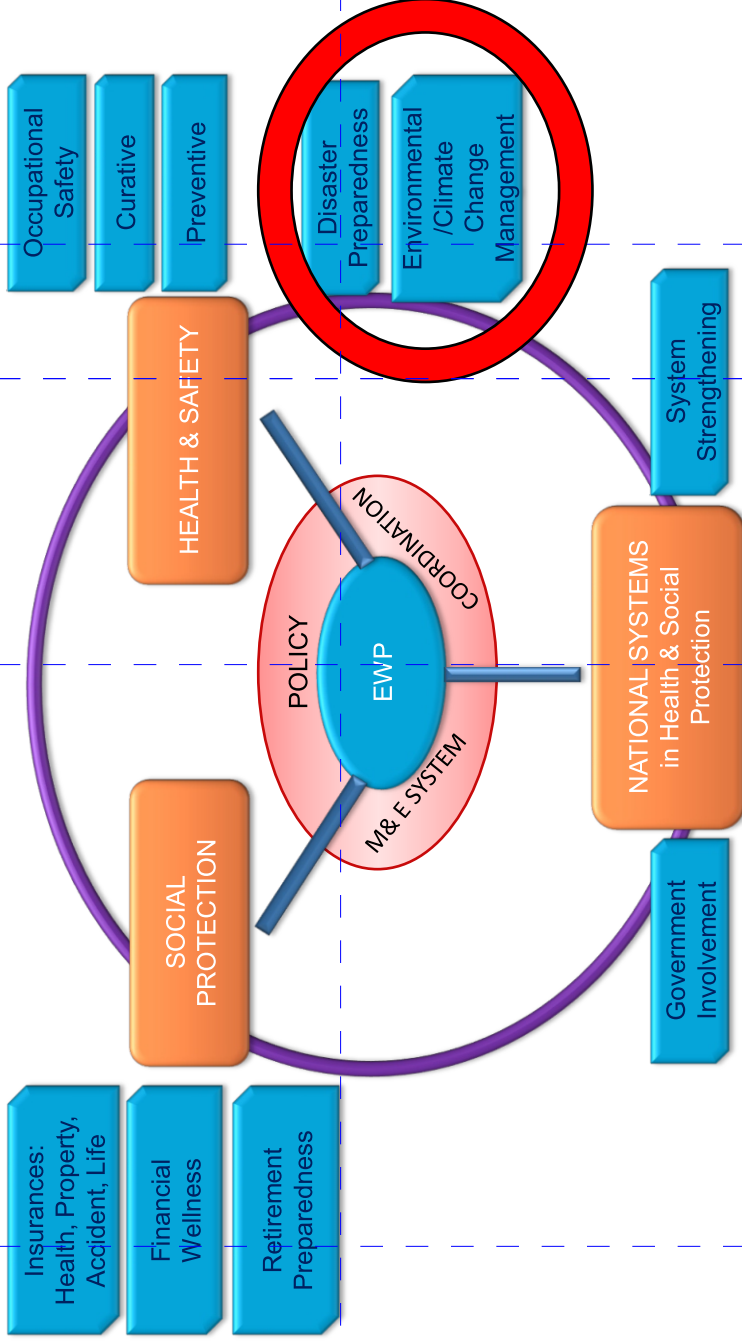 Insurances:
Health, Property,
Accident, Life
Financial
Wellness
Retirement
Preparedness
SOCIAL
PROTECTION
HEALTH & SAFETY
Occupational
Safety
Curative
Preventive
Disaster
Preparedness
Environmental
/Climate
Change
Management
POLICY
EWP
M& E SYSTEM
COORDINATION
Government
Involvement
NATIONAL SYSTEMS
in Health & Social
Protection
System
Strengthening